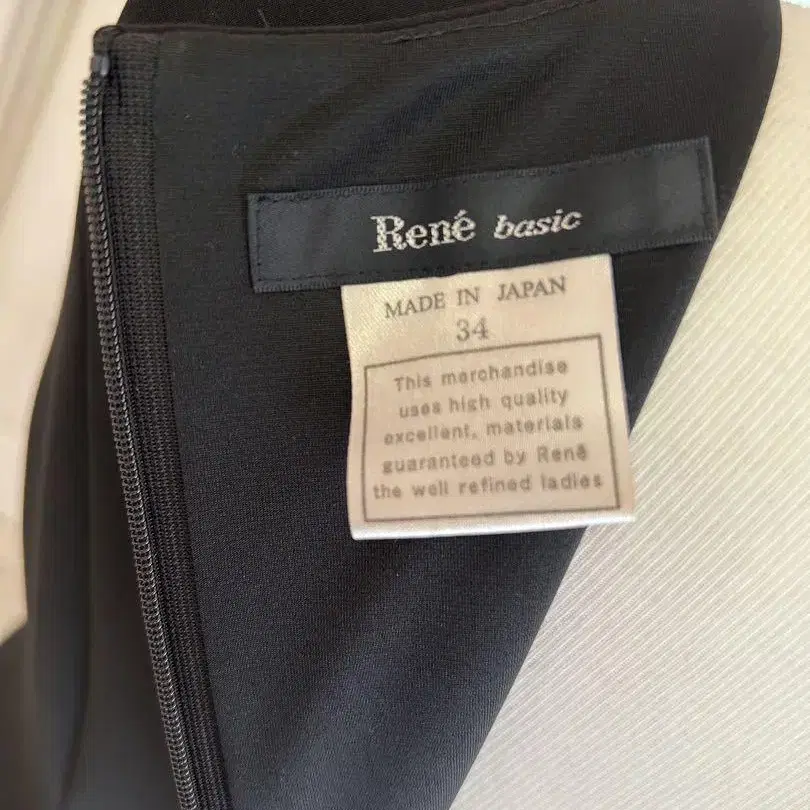 René basic
MADE IN JAPAN
34
This merchandise
uses high quality
excellent, materials
guaranteed by René
the well refined ladies